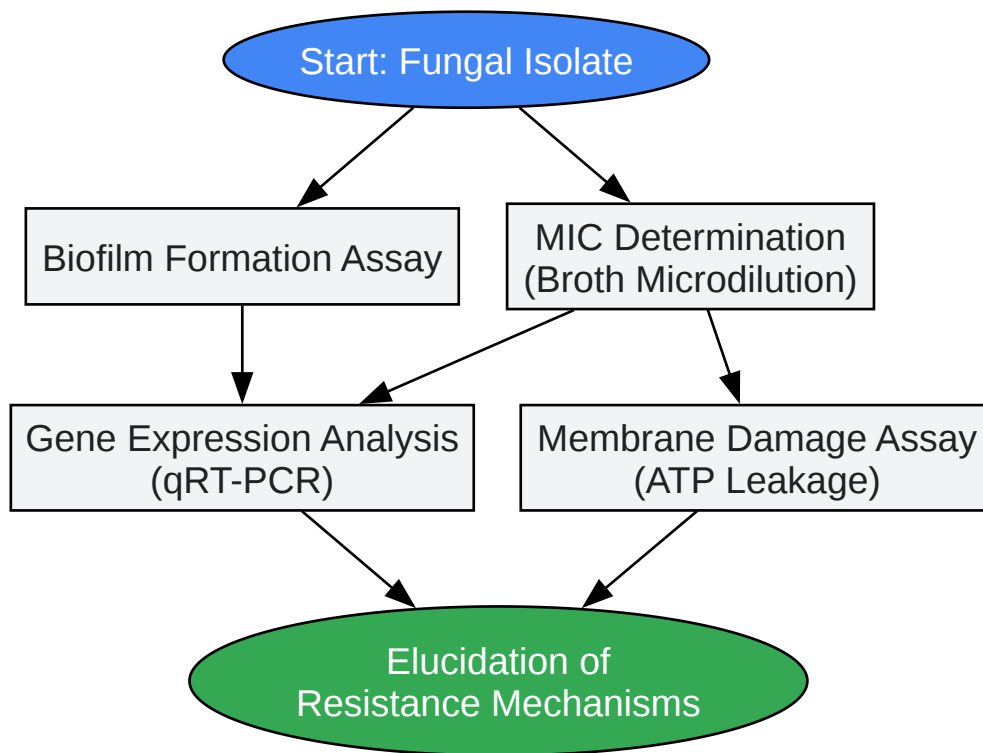 Start: Fungal Isolate
Biofilm Formation Assay
MIC Determination
(Broth Microdilution)
Gene Expression Analysis
(qRT-PCR)
Membrane Damage Assay
(ATP Leakage)
Elucidation of
Resistance Mechanisms